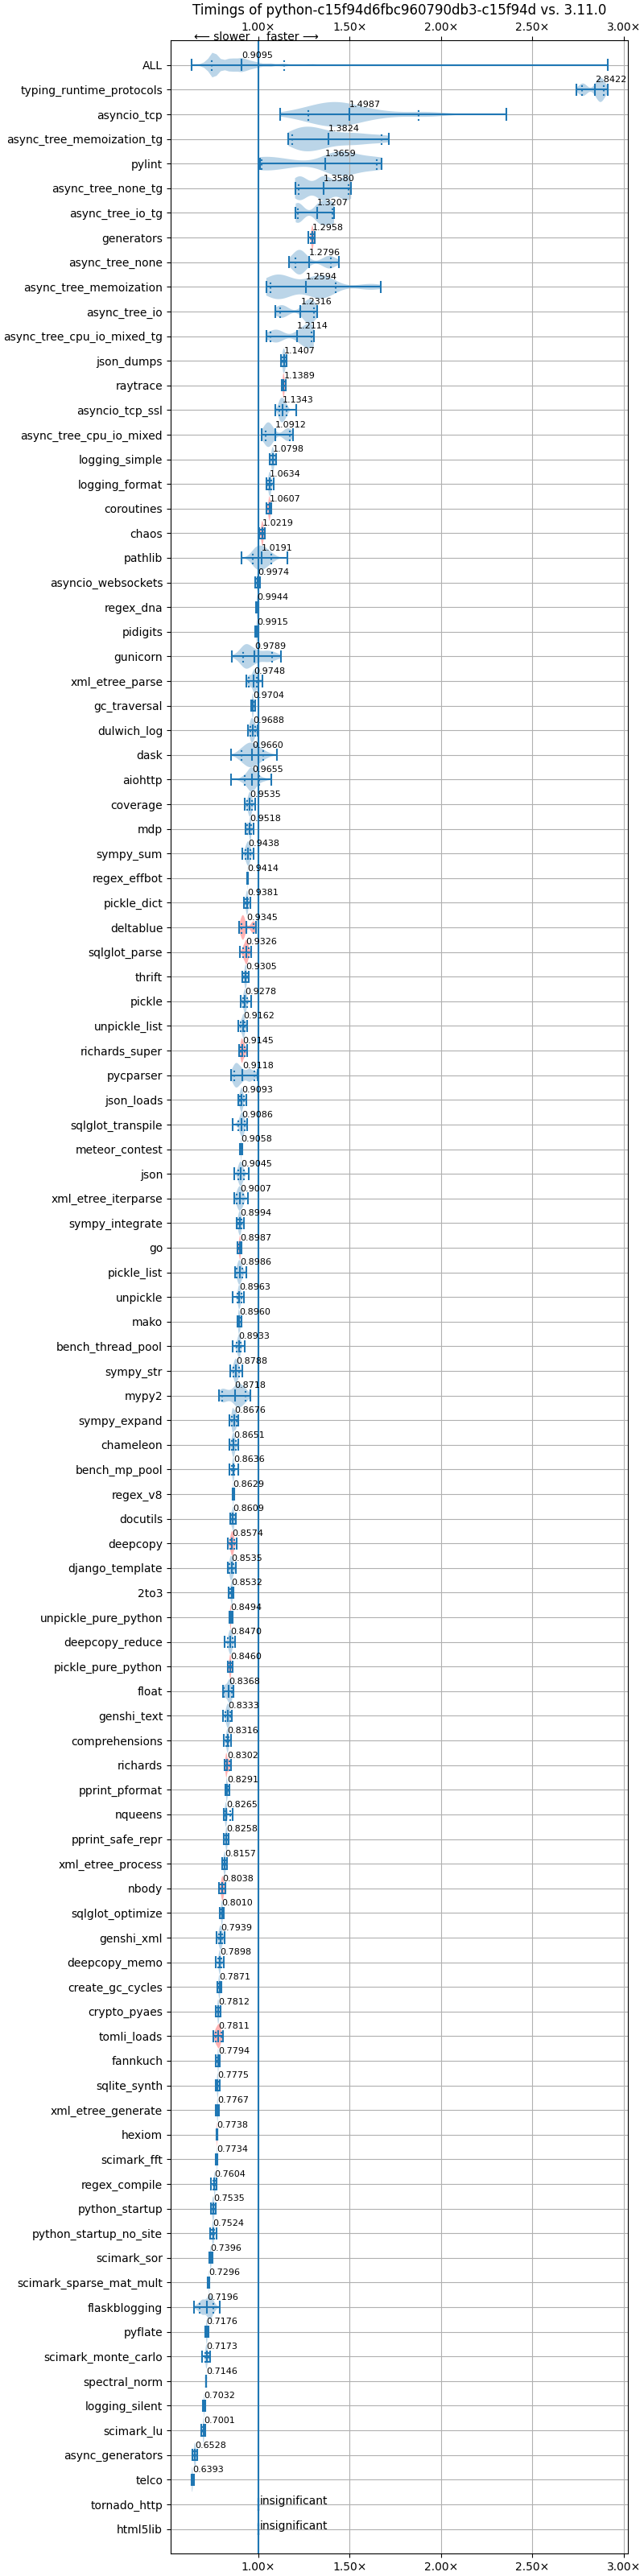 Timings of python-c15f94d6fbc960790db3-c15f94d vs. 3.11.0
1.00× 1.50× 2.00× 2.50× 3.00×
⟵ slower faster ⟶
ALL 0.9095
typing_runtime_protocols 2.8422
asyncio_tcp 1.4987
async_tree_memoization_tg 1.3824
pylint 1.3659
async_tree_none_tg 1.3580
async_tree_io_tg 1.3207
generators 1.2958
async_tree_none 1.2796
async_tree_memoization 1.2594
async_tree_io 1.2316
async_tree_cpu_io_mixed_tg 1.2114
json_dumps 1.1407
raytrace 1.1389
asyncio_tcp_ssl 1.1343
async_tree_cpu_io_mixed 1.0912
logging_simple 1.0798
logging_format 1.0634
coroutines 1.0607
chaos 1.0219
pathlib 1.0191
asyncio_websockets 0.9974
regex_dna 0.9944
pidigits 0.9915
gunicorn 0.9789
xml_etree_parse 0.9748
gc_traversal 0.9704
dulwich_log 0.9688
dask 0.9660
aiohttp 0.9655
coverage 0.9535
mdp 0.9518
sympy_sum 0.9438
regex_effbot 0.9414
pickle_dict 0.9381
deltablue 0.9345
sqlglot_parse 0.9326
thrift 0.9305
pickle 0.9278
unpickle_list 0.9162
richards_super 0.9145
pycparser 0.9118
json_loads 0.9093
sqlglot_transpile 0.9086
meteor_contest 0.9058
json 0.9045
xml_etree_iterparse 0.9007
sympy_integrate 0.8994
go 0.8987
pickle_list 0.8986
unpickle 0.8963
mako 0.8960
bench_thread_pool 0.8933
sympy_str 0.8788
mypy2 0.8718
sympy_expand 0.8676
chameleon 0.8651
bench_mp_pool 0.8636
regex_v8 0.8629
docutils 0.8609
deepcopy 0.8574
django_template 0.8535
2to3 0.8532
unpickle_pure_python 0.8494
deepcopy_reduce 0.8470
pickle_pure_python 0.8460
float 0.8368
genshi_text 0.8333
comprehensions 0.8316
richards 0.8302
pprint_pformat 0.8291
nqueens 0.8265
pprint_safe_repr 0.8258
xml_etree_process 0.8157
nbody 0.8038
sqlglot_optimize 0.8010
genshi_xml 0.7939
deepcopy_memo 0.7898
create_gc_cycles 0.7871
crypto_pyaes 0.7812
tomli_loads 0.7811
fannkuch 0.7794
sqlite_synth 0.7775
xml_etree_generate 0.7767
hexiom 0.7738
scimark_fft 0.7734
regex_compile 0.7604
python_startup 0.7535
python_startup_no_site 0.7524
scimark_sor 0.7396
scimark_sparse_mat_mult 0.7296
flaskblogging 0.7196
pyflate 0.7176
scimark_monte_carlo 0.7173
spectral_norm 0.7146
logging_silent 0.7032
scimark_lu 0.7001
async_generators 0.6528
telco 0.6393
tornado_http insignificant
html5lib insignificant
1.00× 1.50× 2.00× 2.50× 3.00×